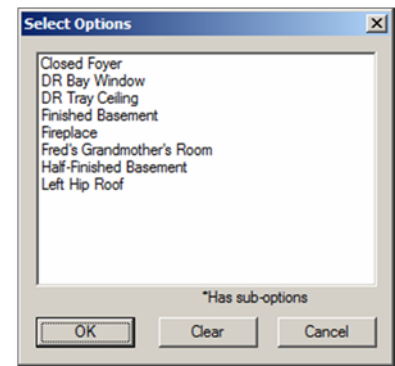 Select Options
Closed Foyer
DR Bay Window
DR Tray Ceiling
Finished Basement
Fireplace
Fred's Grandmother's Room
Half-Finished Basement
Left Hip Roof
*Has sub-options
OK
Clear
Cancel